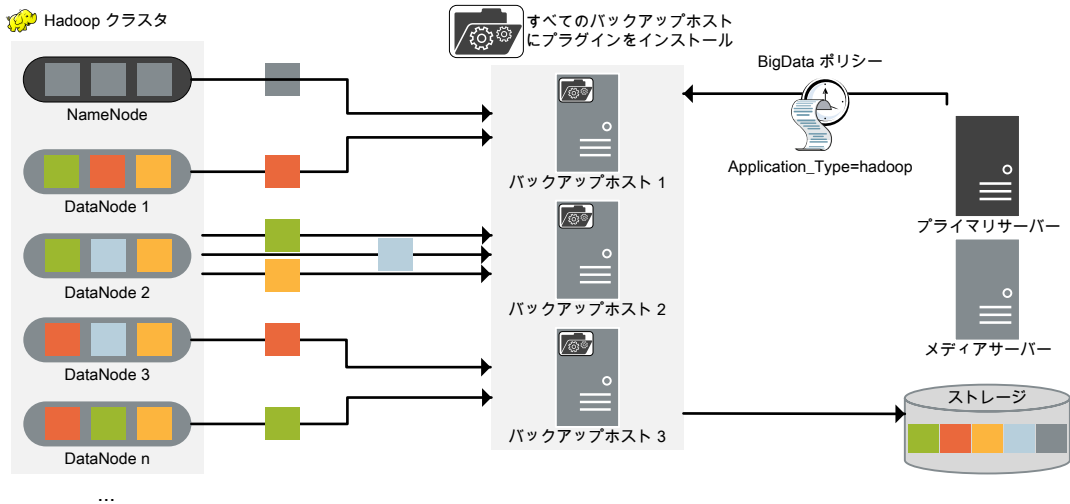 Hadoop クラスタ
すべてのバックアップホスト
にプラグインをインストール
BigData ポリシー
NameNode
Application_Type=hadoop
バックアップホスト 1
DataNode 1
プライマリサーバー
DataNode 2
バックアップホスト 2
メディアサーバー
DataNode 3
ストレージ
バックアップホスト 3
DataNode n
...